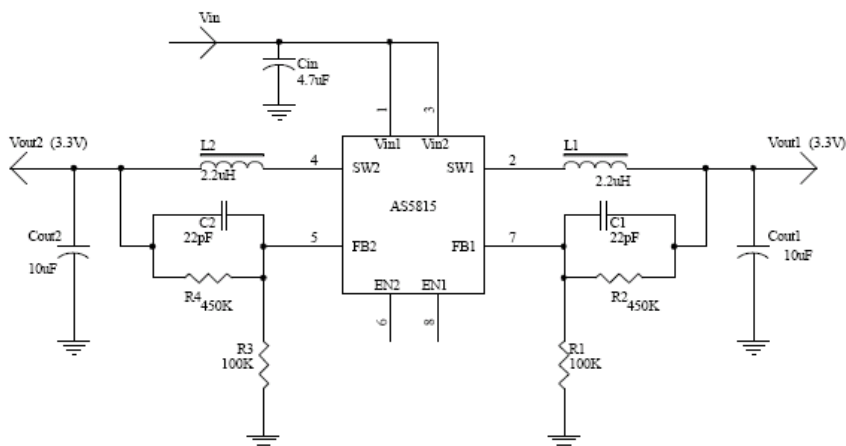 Vin
Cin
4.7uF
1
3
Vout2 (3.3V)
L2
2.2uH
4
Vin1
Vin2
SW2
SW1
2
L1
2.2uH
Vout1 (3.3V)
AS5815
C2
22pF
5
FB2
FB1
7
C1
22pF
Cout2
10uF
Cout1
10uF
R4
450K
EN2
EN1
R2
450K
6
8
R3
100K
R1
100K